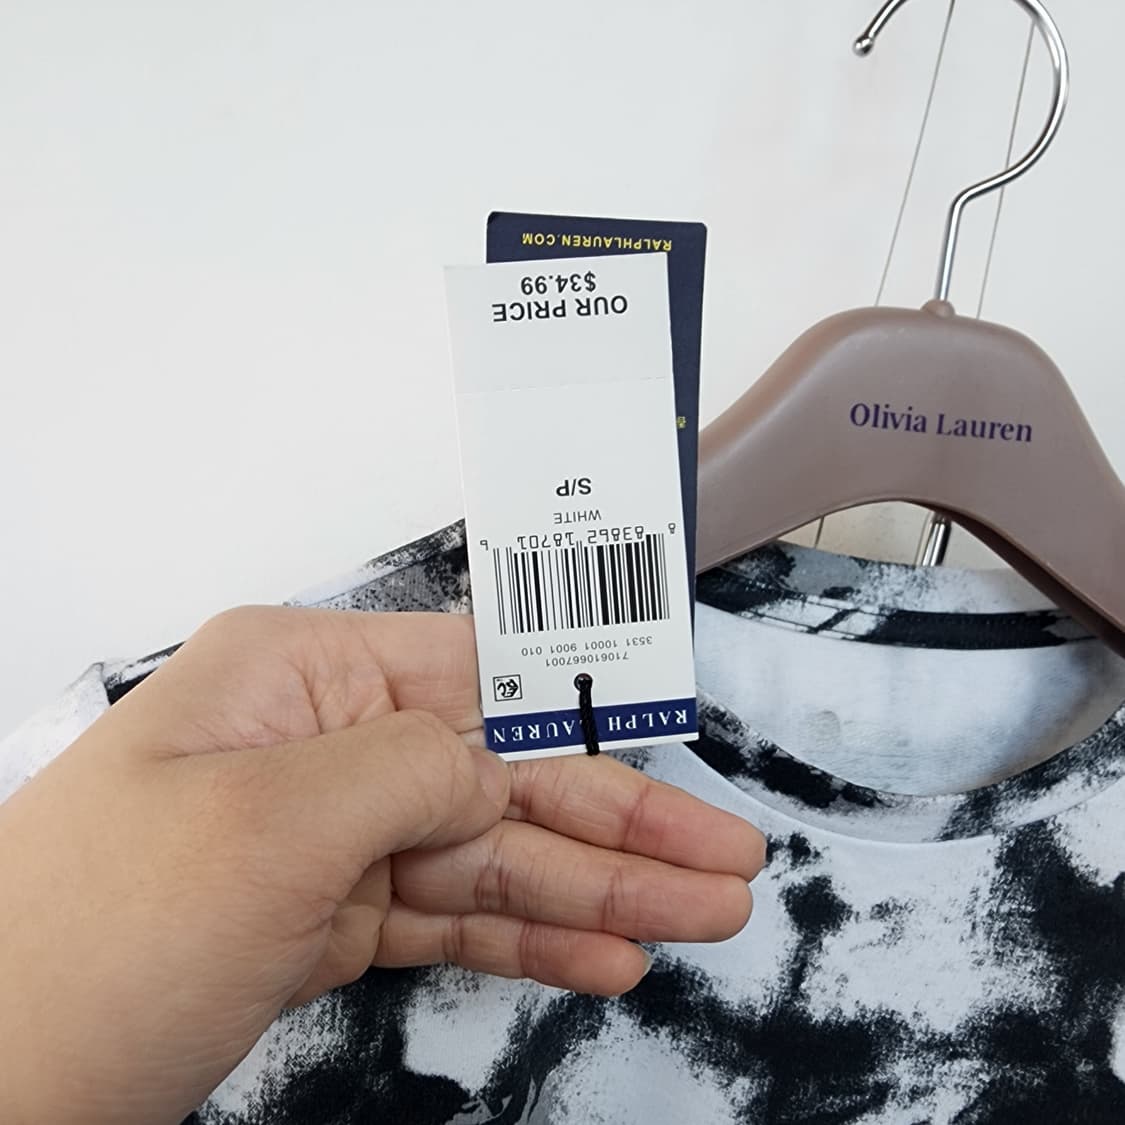 RALPH LAUREN
710610667001
3531 10001 9001 010
8 83862 18701 6
WHITE
S/P
OUR PRICE
$34.99
RALPHLAUREN.COM
Olivia Lauren